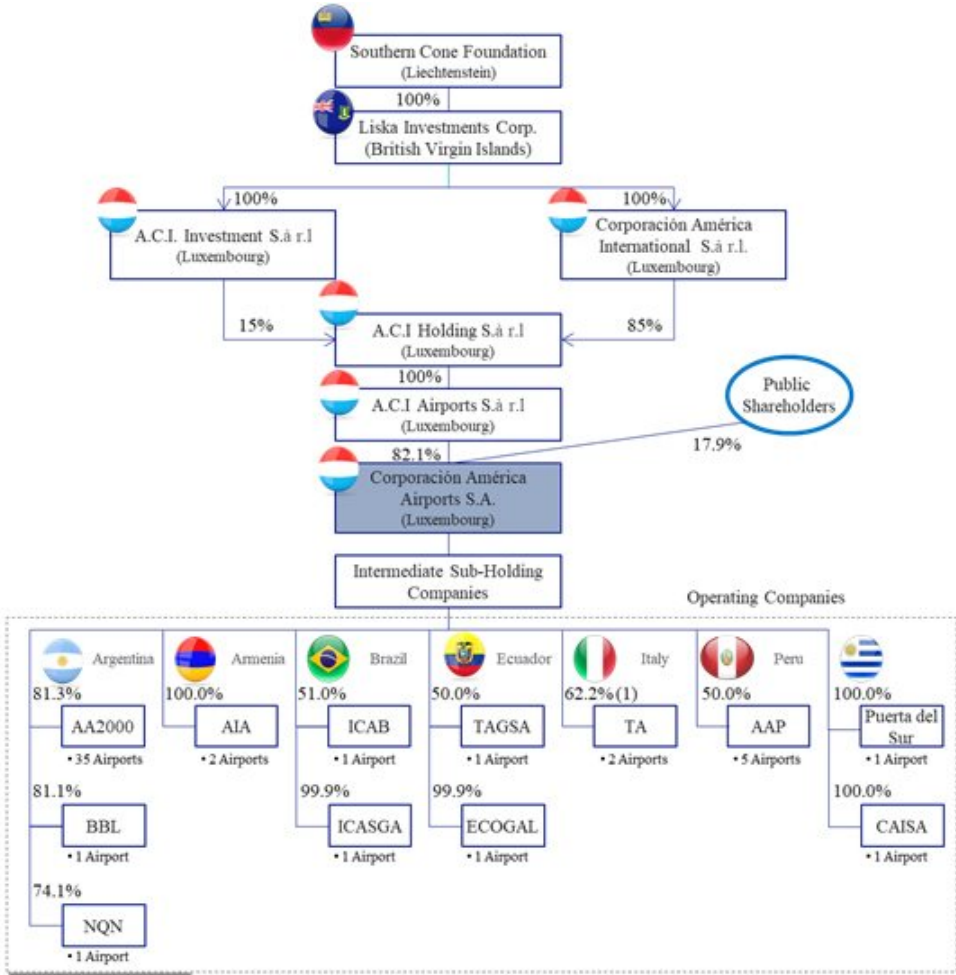 Southern Cone Foundation
(Liechtenstein)
100%
Liska Investments Corp.
(British Virgin Islands)
100%
100%
A.C.I. Investment S.à r.l
(Luxembourg)
Corporación América
International S.à r.l.
(Luxembourg)
15%
85%
A.C.I Holding S.à r.l
(Luxembourg)
100%
A.C.I Airports S.à r.l
(Luxembourg)
Public
Shareholders
82.1%
17.9%
Corporación América
Airports S.A.
(Luxembourg)
Intermediate Sub-Holding
Companies
Operating Companies
Argentina
Armenia
Brazil
Ecuador
Italy
Peru
81.3%
100.0%
51.0%
50.0%
62.2%(1)
50.0%
100.0%
AA2000
AIA
ICAB
TAGSA
TA
AAP
Puerta del
Sur
• 35 Airports
• 2 Airports
• 1 Airport
• 1 Airport
• 2 Airports
• 5 Airports
• 1 Airport
81.1%
99.9%
99.9%
100.0%
BBL
ICASGA
ECOGAL
CAISA
• 1 Airport
• 1 Airport
• 1 Airport
• 1 Airport
74.1%
NQN
• 1 Airport